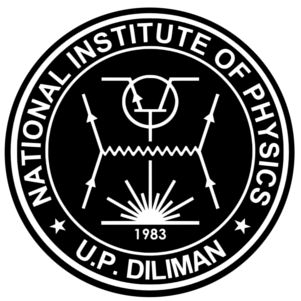 NATIONAL INSTITUTE OF PHYSICS
1983
U.P. DILIMAN